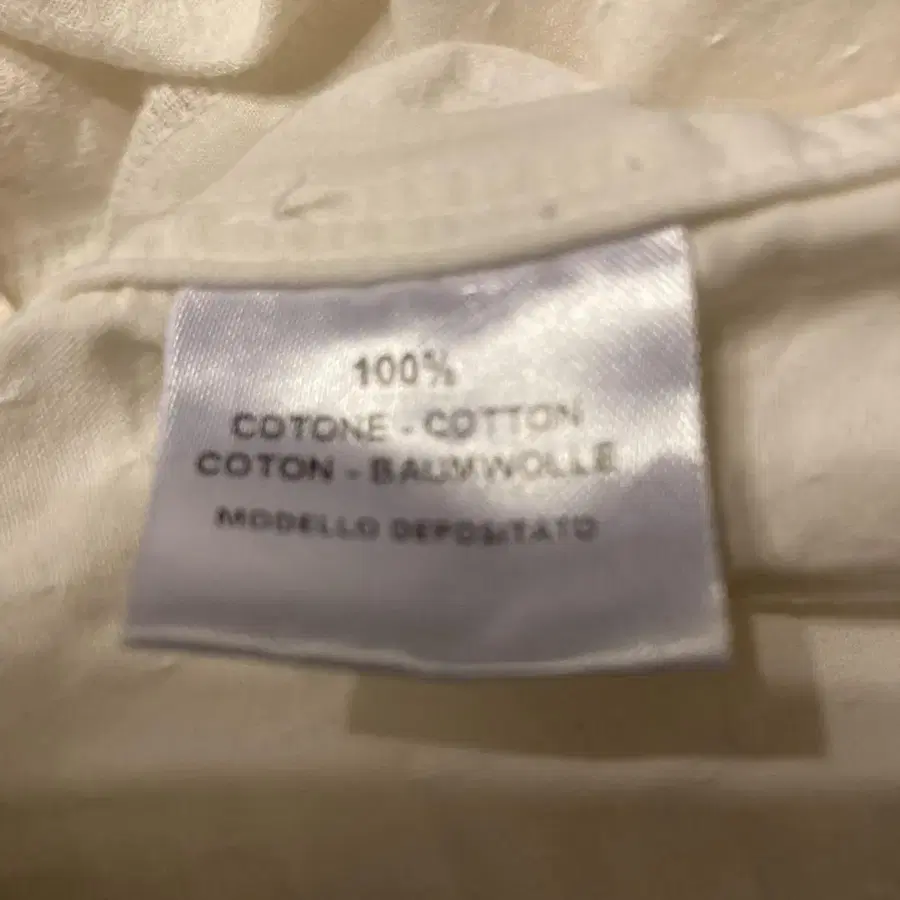 100%
COTONE - COTTON
COTON - BAUMWOLLE
MODELLO DEPOSITATO